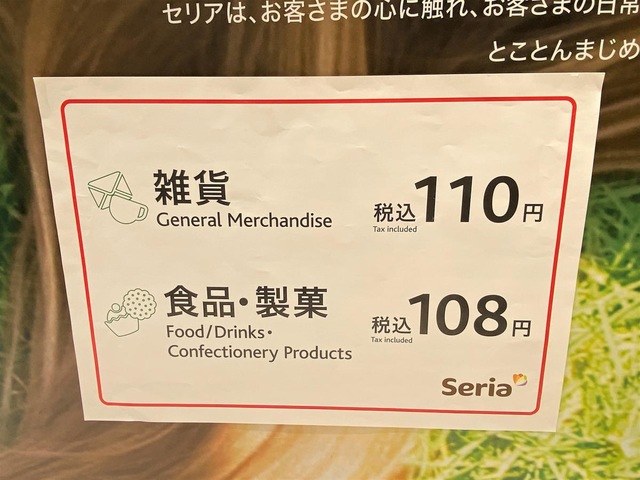 セリアは、お客さまの心に触れ、お客さまの日常
とことんまじめ
雑貨
General Merchandise
税込110円
Tax included
食品・製菓
Food/Drinks・
Confectionery Products
税込108円
Tax included
Seria